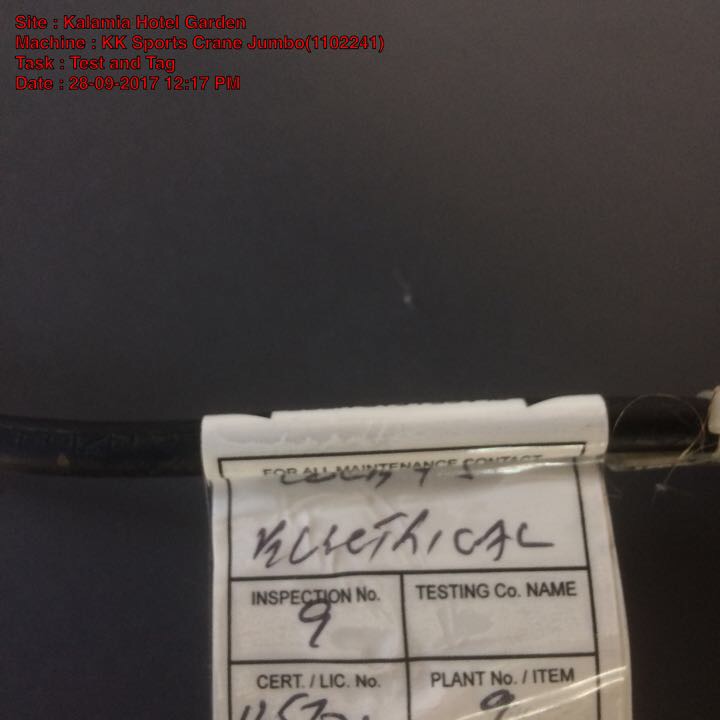 Site : Kalamia Hotel Garden
Machine : KK Sports Crane Jumbo(1102241)
Task : Test and Tag
Date : 28-09-2017 12:17 PM
FOR ALL MAINTENANCE CONTACT
ELECTRICAL
INSPECTION No. TESTING Co. NAME
9
CERT. / LIC. No. PLANT No. / ITEM
9